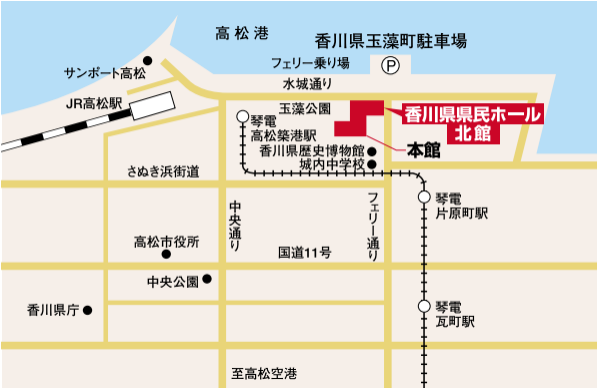 高松港
香川県玉藻町駐車場
フェリー乗り場
P
サンポート高松
水城通り
JR高松駅
玉藻公園
香川県県民ホール
北館
琴電
高松築港駅
本館
香川県歴史博物館
城内中学校
さぬき浜街道
中央通り
フェリー通り
琴電
片原町駅
高松市役所
国道11号
中央公園
香川県庁
琴電
瓦町駅
至高松空港